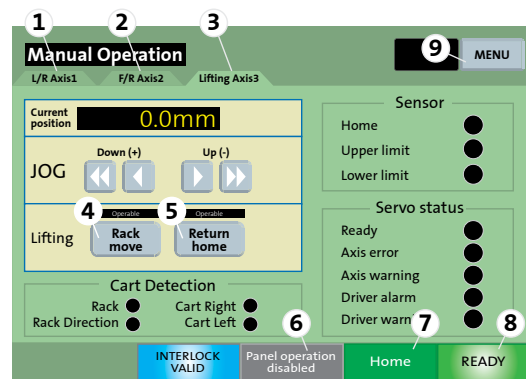 1
2
3
9
Manual Operation
MENU
L/R Axis1
F/R Axis2
Lifting Axis3
Current
position
0.0mm
JOG
Down (+)
Up (-)
4
5
Operable
Operable
Lifting
Rack
move
Return
home
Cart Detection
Rack
Cart Right
Rack Direction
Cart Left
Sensor
Home
Upper limit
Lower limit
Servo status
Ready
Axis error
Axis warning
Driver alarm
Driver
6
7
8
INTERLOCK
VALID
Panel operation
disabled
Home
READY